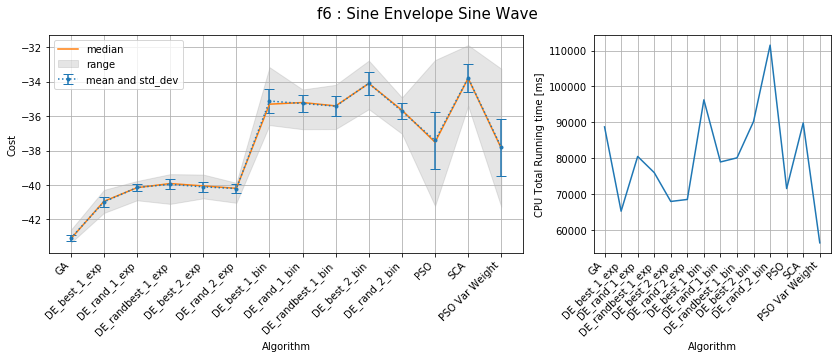 f6 : Sine Envelope Sine Wave
median
range
mean and std_dev
Cost
−32
−34
−36
−38
−40
−42
GA
DE_best_1_exp
DE_rand_1_exp
DE_randbest_1_exp
DE_best_2_exp
DE_rand_2_exp
DE_best_1_bin
DE_rand_1_bin
DE_randbest_1_bin
DE_best_2_bin
DE_rand_2_bin
PSO
SCA
PSO Var Weight
Algorithm
CPU Total Running time [ms]
110000
100000
90000
80000
70000
60000
GA
DE_best_1_exp
DE_rand_1_exp
DE_randbest_1_exp
DE_best_2_exp
DE_rand_2_exp
DE_best_1_bin
DE_rand_1_bin
DE_randbest_1_bin
DE_best_2_bin
DE_rand_2_bin
PSO
SCA
PSO Var Weight
Algorithm